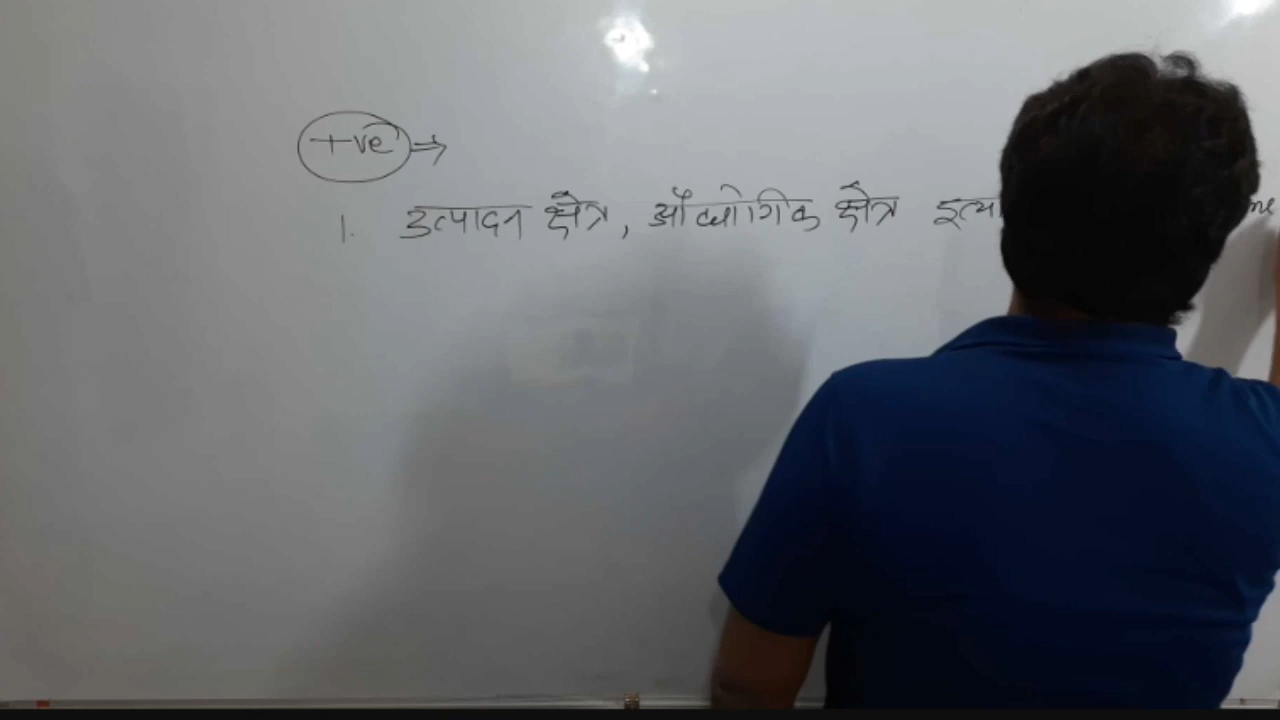 +ve ⇒
1. उत्पादन क्षेत्र, औद्योगिक क्षेत्र